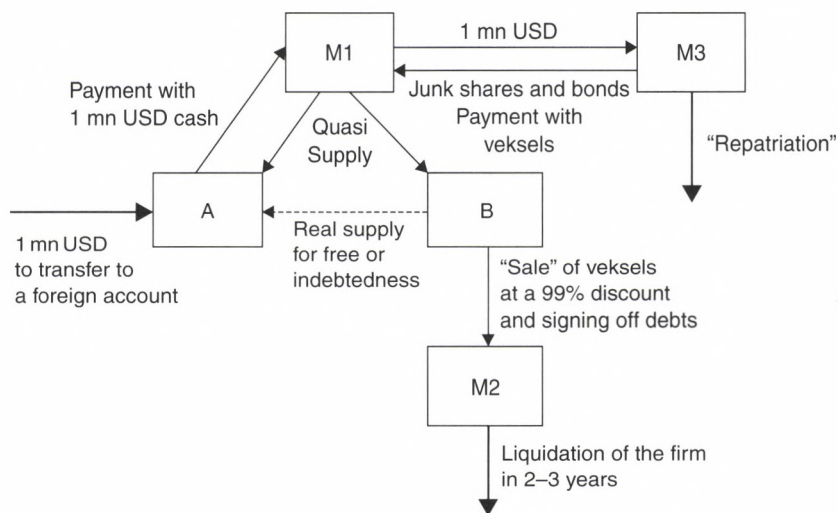 M1
1 mn USD
M3
Junk shares and bonds
Payment with
veksels
Payment with
1 mn USD cash
Quasi
Supply
“Repatriation”
A
B
1 mn USD
to transfer to
a foreign account
Real supply
for free or
indebtedness
“Sale” of veksels
at a 99% discount
and signing off debts
M2
Liquidation of the firm
in 2–3 years